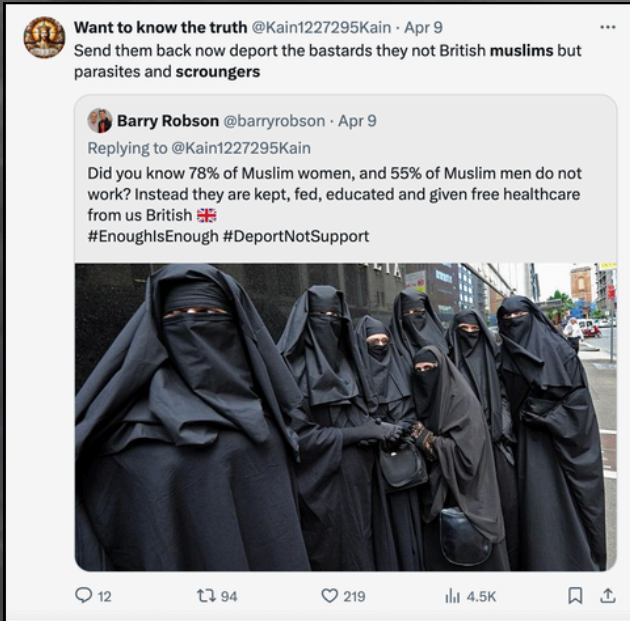 Want to know the truth @Kain1227295Kain · Apr 9
Send them back now deport the bastards they not British muslims but
parasites and scroungers
Barry Robson @barryrobson · Apr 9
Replying to @Kain1227295Kain
Did you know 78% of Muslim women, and 55% of Muslim men do not
work? Instead they are kept, fed, educated and given free healthcare
from us British 🇬🇧
#EnoughIsEnough #DeportNotSupport
12 94 219 4.5K